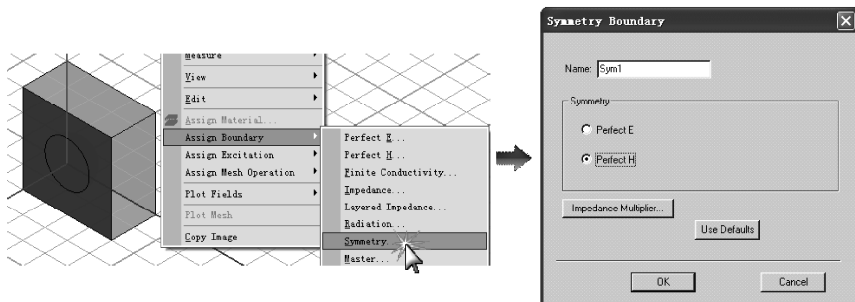 Measure
View
Edit
Assign Material...
Assign Boundary
Assign Excitation
Assign Mesh Operation
Plot Fields
Plot Mesh
Copy Image
Perfect E...
Perfect H...
Finite Conductivity...
Impedance...
Layered Impedance...
Radiation...
Symmetry...
Master...
Symmetry Boundary
Name: Sym1
Symmetry
Perfect E
Perfect H
Impedance Multiplier...
Use Defaults
OK
Cancel